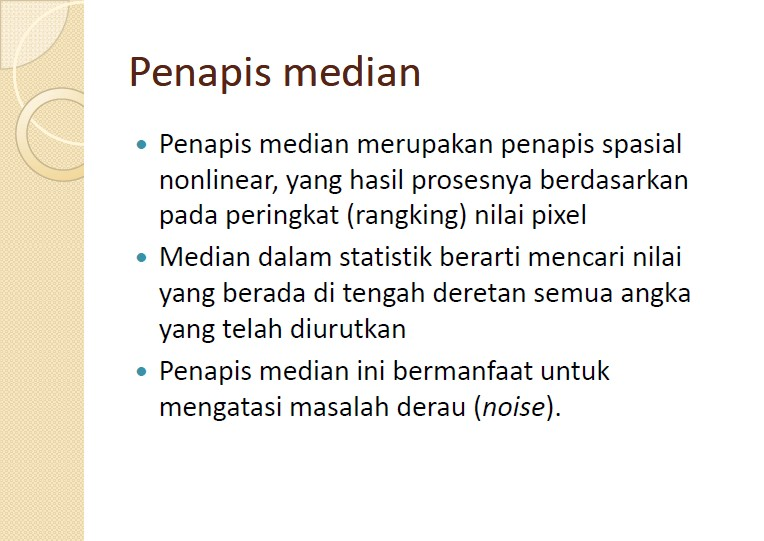 Penapis median
• Penapis median merupakan penapis spasial
nonlinear, yang hasil prosesnya berdasarkan
pada peringkat (rangking) nilai pixel
• Median dalam statistik berarti mencari nilai
yang berada di tengah deretan semua angka
yang telah diurutkan
• Penapis median ini bermanfaat untuk
mengatasi masalah derau (noise).